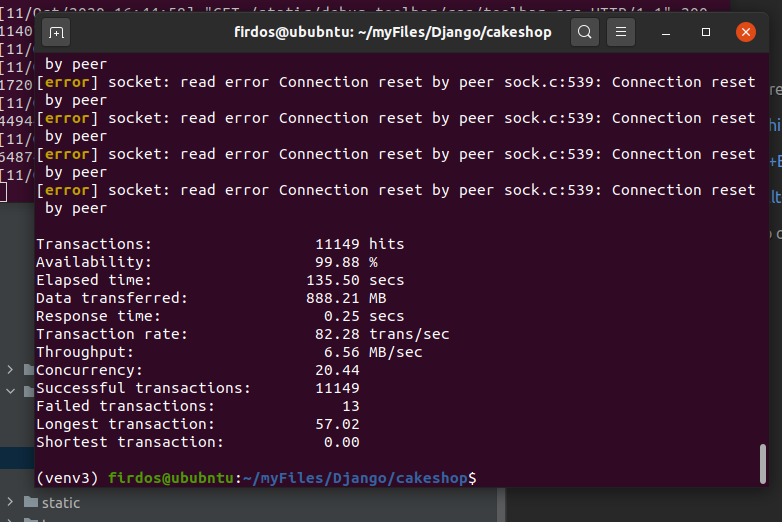 [11/Oct/2020 16:44:59] "GET /static/debug_toolbar/css/toolbar.css HTTP/1.1" 200
1140
[11/
1720
[11/
4494
[11/
6487
[11/
firdos@ububntu: ~/myFiles/Django/cakeshop
by peer
[error] socket: read error Connection reset by peer sock.c:539: Connection reset
by peer
[error] socket: read error Connection reset by peer sock.c:539: Connection reset
by peer
[error] socket: read error Connection reset by peer sock.c:539: Connection reset
by peer
[error] socket: read error Connection reset by peer sock.c:539: Connection reset
by peer
Transactions: 11149 hits
Availability: 99.88 %
Elapsed time: 135.50 secs
Data transferred: 888.21 MB
Response time: 0.25 secs
Transaction rate: 82.28 trans/sec
Throughput: 6.56 MB/sec
Concurrency: 20.44
Successful transactions: 11149
Failed transactions: 13
Longest transaction: 57.02
Shortest transaction: 0.00
(venv3) firdos@ububntu:~/myFiles/Django/cakeshop$
static